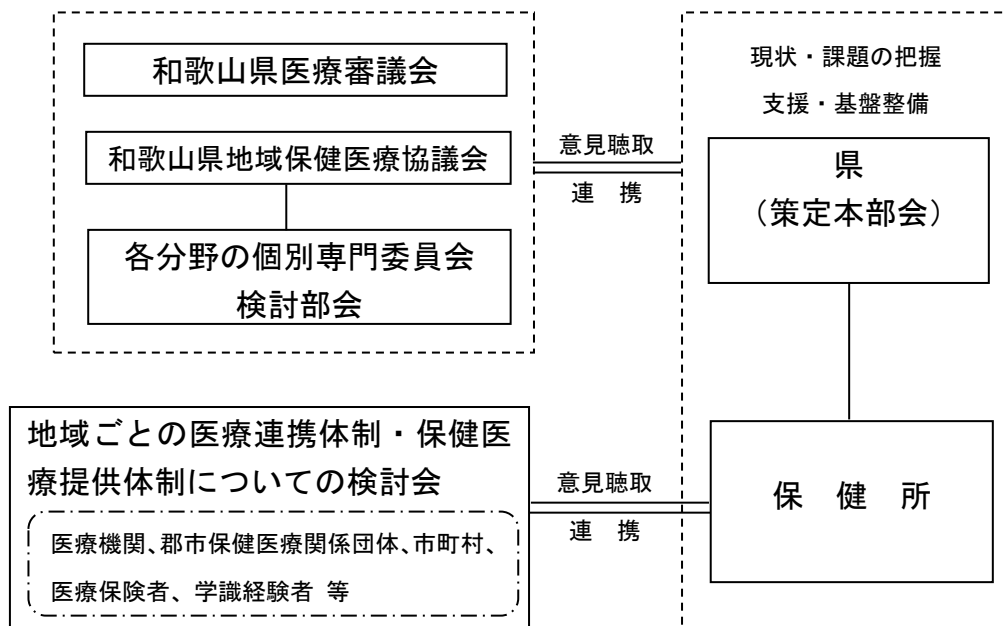 和歌山県医療審議会
和歌山県地域保健医療協議会
各分野の個別専門委員会
検討部会
意見聴取
連 携
現状・課題の把握
支援・基盤整備
県
（策定本部会）
地域ごとの医療連携体制・保健医
療提供体制についての検討会
医療機関、郡市保健医療関係団体、市町村、
医療保険者、学識経験者 等
意見聴取
連 携
保 健 所